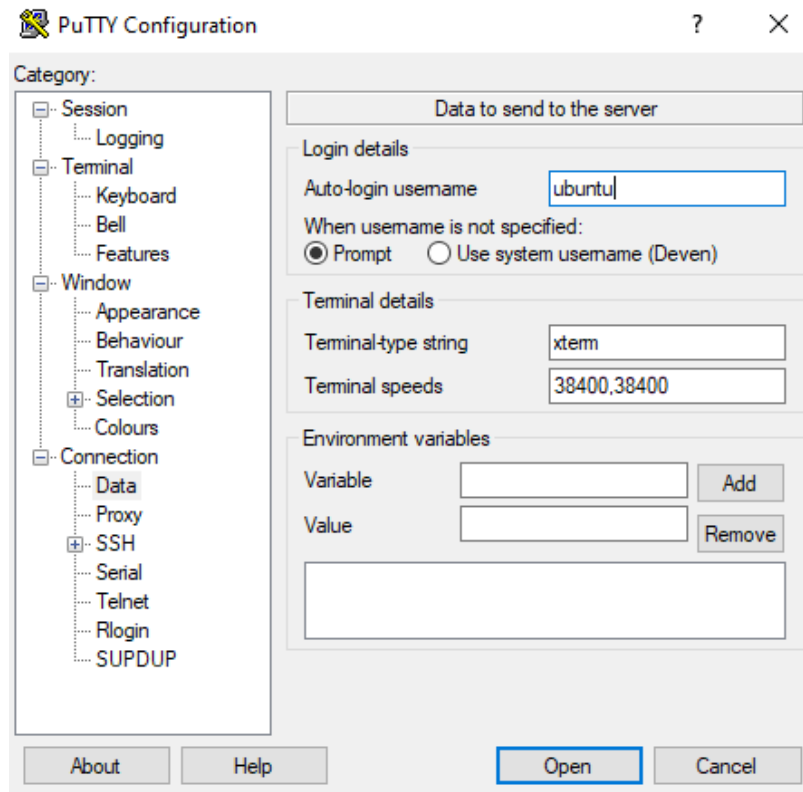 PuTTY Configuration
?
Category:
Session
Logging
Terminal
Keyboard
Bell
Features
Window
Appearance
Behaviour
Translation
Selection
Colours
Connection
Data
Proxy
SSH
Serial
Telnet
Rlogin
SUPDUP
Data to send to the server
Login details
Auto-login username ubuntu
When username is not specified:
Prompt Use system username (Deven)
Terminal details
Terminal-type string xterm
Terminal speeds 38400,38400
Environment variables
Variable Add
Value Remove
About Help Open Cancel